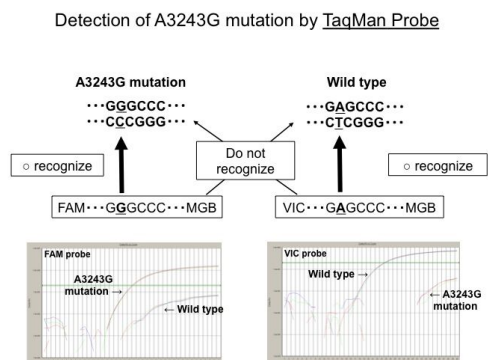 Detection of A3243G mutation by TaqMan Probe
A3243G mutation
Wild type
···GGGCCC···
···CCCGGG···
···GAGCCC···
···CTCGGG···
○ recognize
Do not
recognize
○ recognize
FAM···GGGCCC···MGB
VIC···GAGCCC···MGB
FAM probe
A3243G
mutation →
← Wild type
VIC probe
Wild type →
← A3243G
mutation